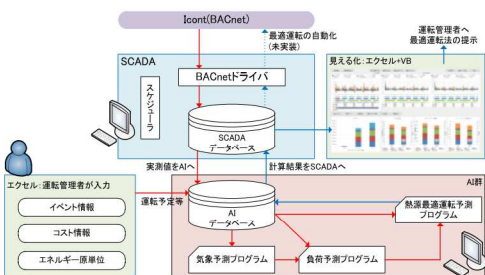 Icont(BACnet)
最適運転の自動化
(未実装)
運転管理者へ
最適運転法の提示
SCADA
BACnetドライバ
スケジューラ
SCADA
データベース
見える化:エクセル+VB
実測値をAIへ
計算結果をSCADAへ
エクセル:運転管理者が入力
イベント情報
コスト情報
エネルギー原単位
運転予定等
AI
データベース
AI群
熱源最適運転予測
プログラム
気象予測プログラム
負荷予測プログラム